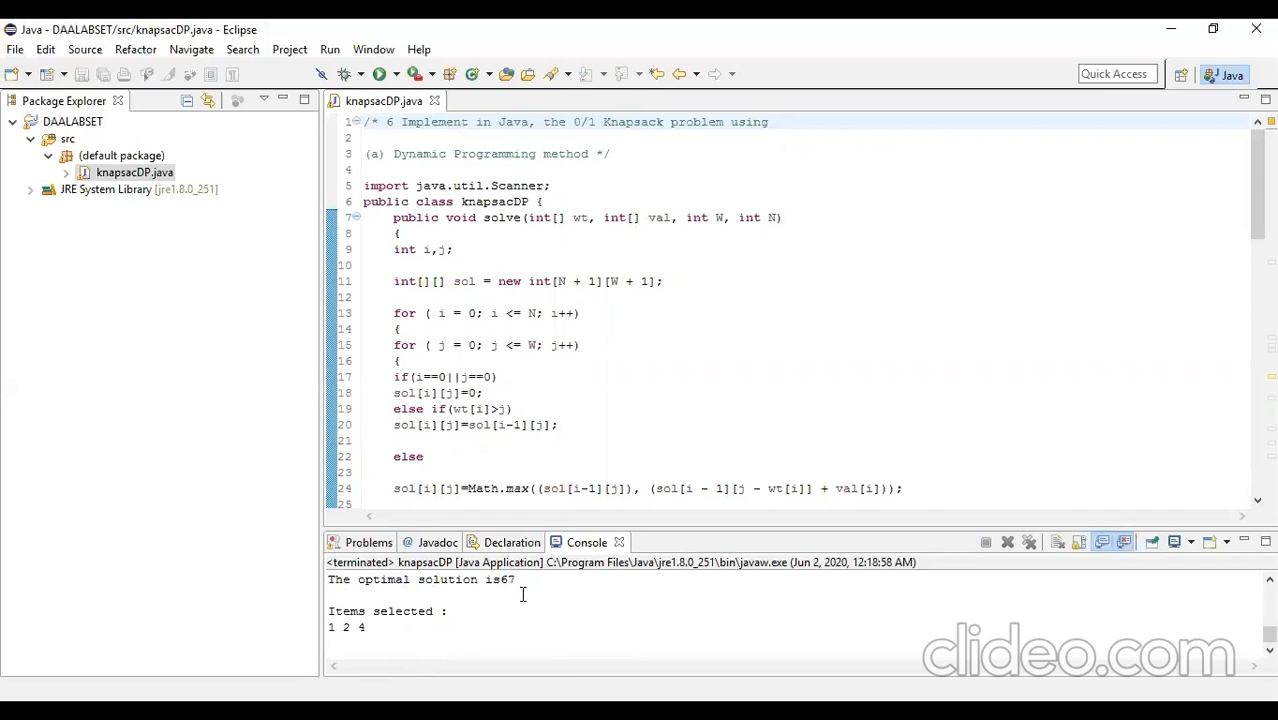 Java - DAALABSET/src/knapsacDP.java - Eclipse
File Edit Source Refactor Navigate Search Project Run Window Help
Quick Access
Java
Package Explorer
DAALABSET
src
(default package)
knapsacDP.java
JRE System Library [jre1.8.0_251]
knapsacDP.java
1 /* 6 Implement in Java, the 0/1 Knapsack problem using
2
3 (a) Dynamic Programming method */
4
5 import java.util.Scanner;
6 public class knapsacDP {
7 public void solve(int[] wt, int[] val, int W, int N)
8 {
9 int i,j;
10
11 int[][] sol = new int[N + 1][W + 1];
12
13 for ( i = 0; i <= N; i++)
14 {
15 for ( j = 0; j <= W; j++)
16 {
17 if(i==0||j==0)
18 sol[i][j]=0;
19 else if(wt[i]>j)
20 sol[i][j]=sol[i-1][j];
21
22 else
23
24 sol[i][j]=Math.max((sol[i-1][j]), (sol[i - 1][j - wt[i]] + val[i]));
25
Problems @ Javadoc Declaration Console
<terminated> knapsacDP [Java Application] C:\Program Files\Java\jre1.8.0_251\bin\javaw.exe (Jun 2, 2020, 12:18:58 AM)
The optimal solution is67
Items selected :
1 2 4
clideo.com